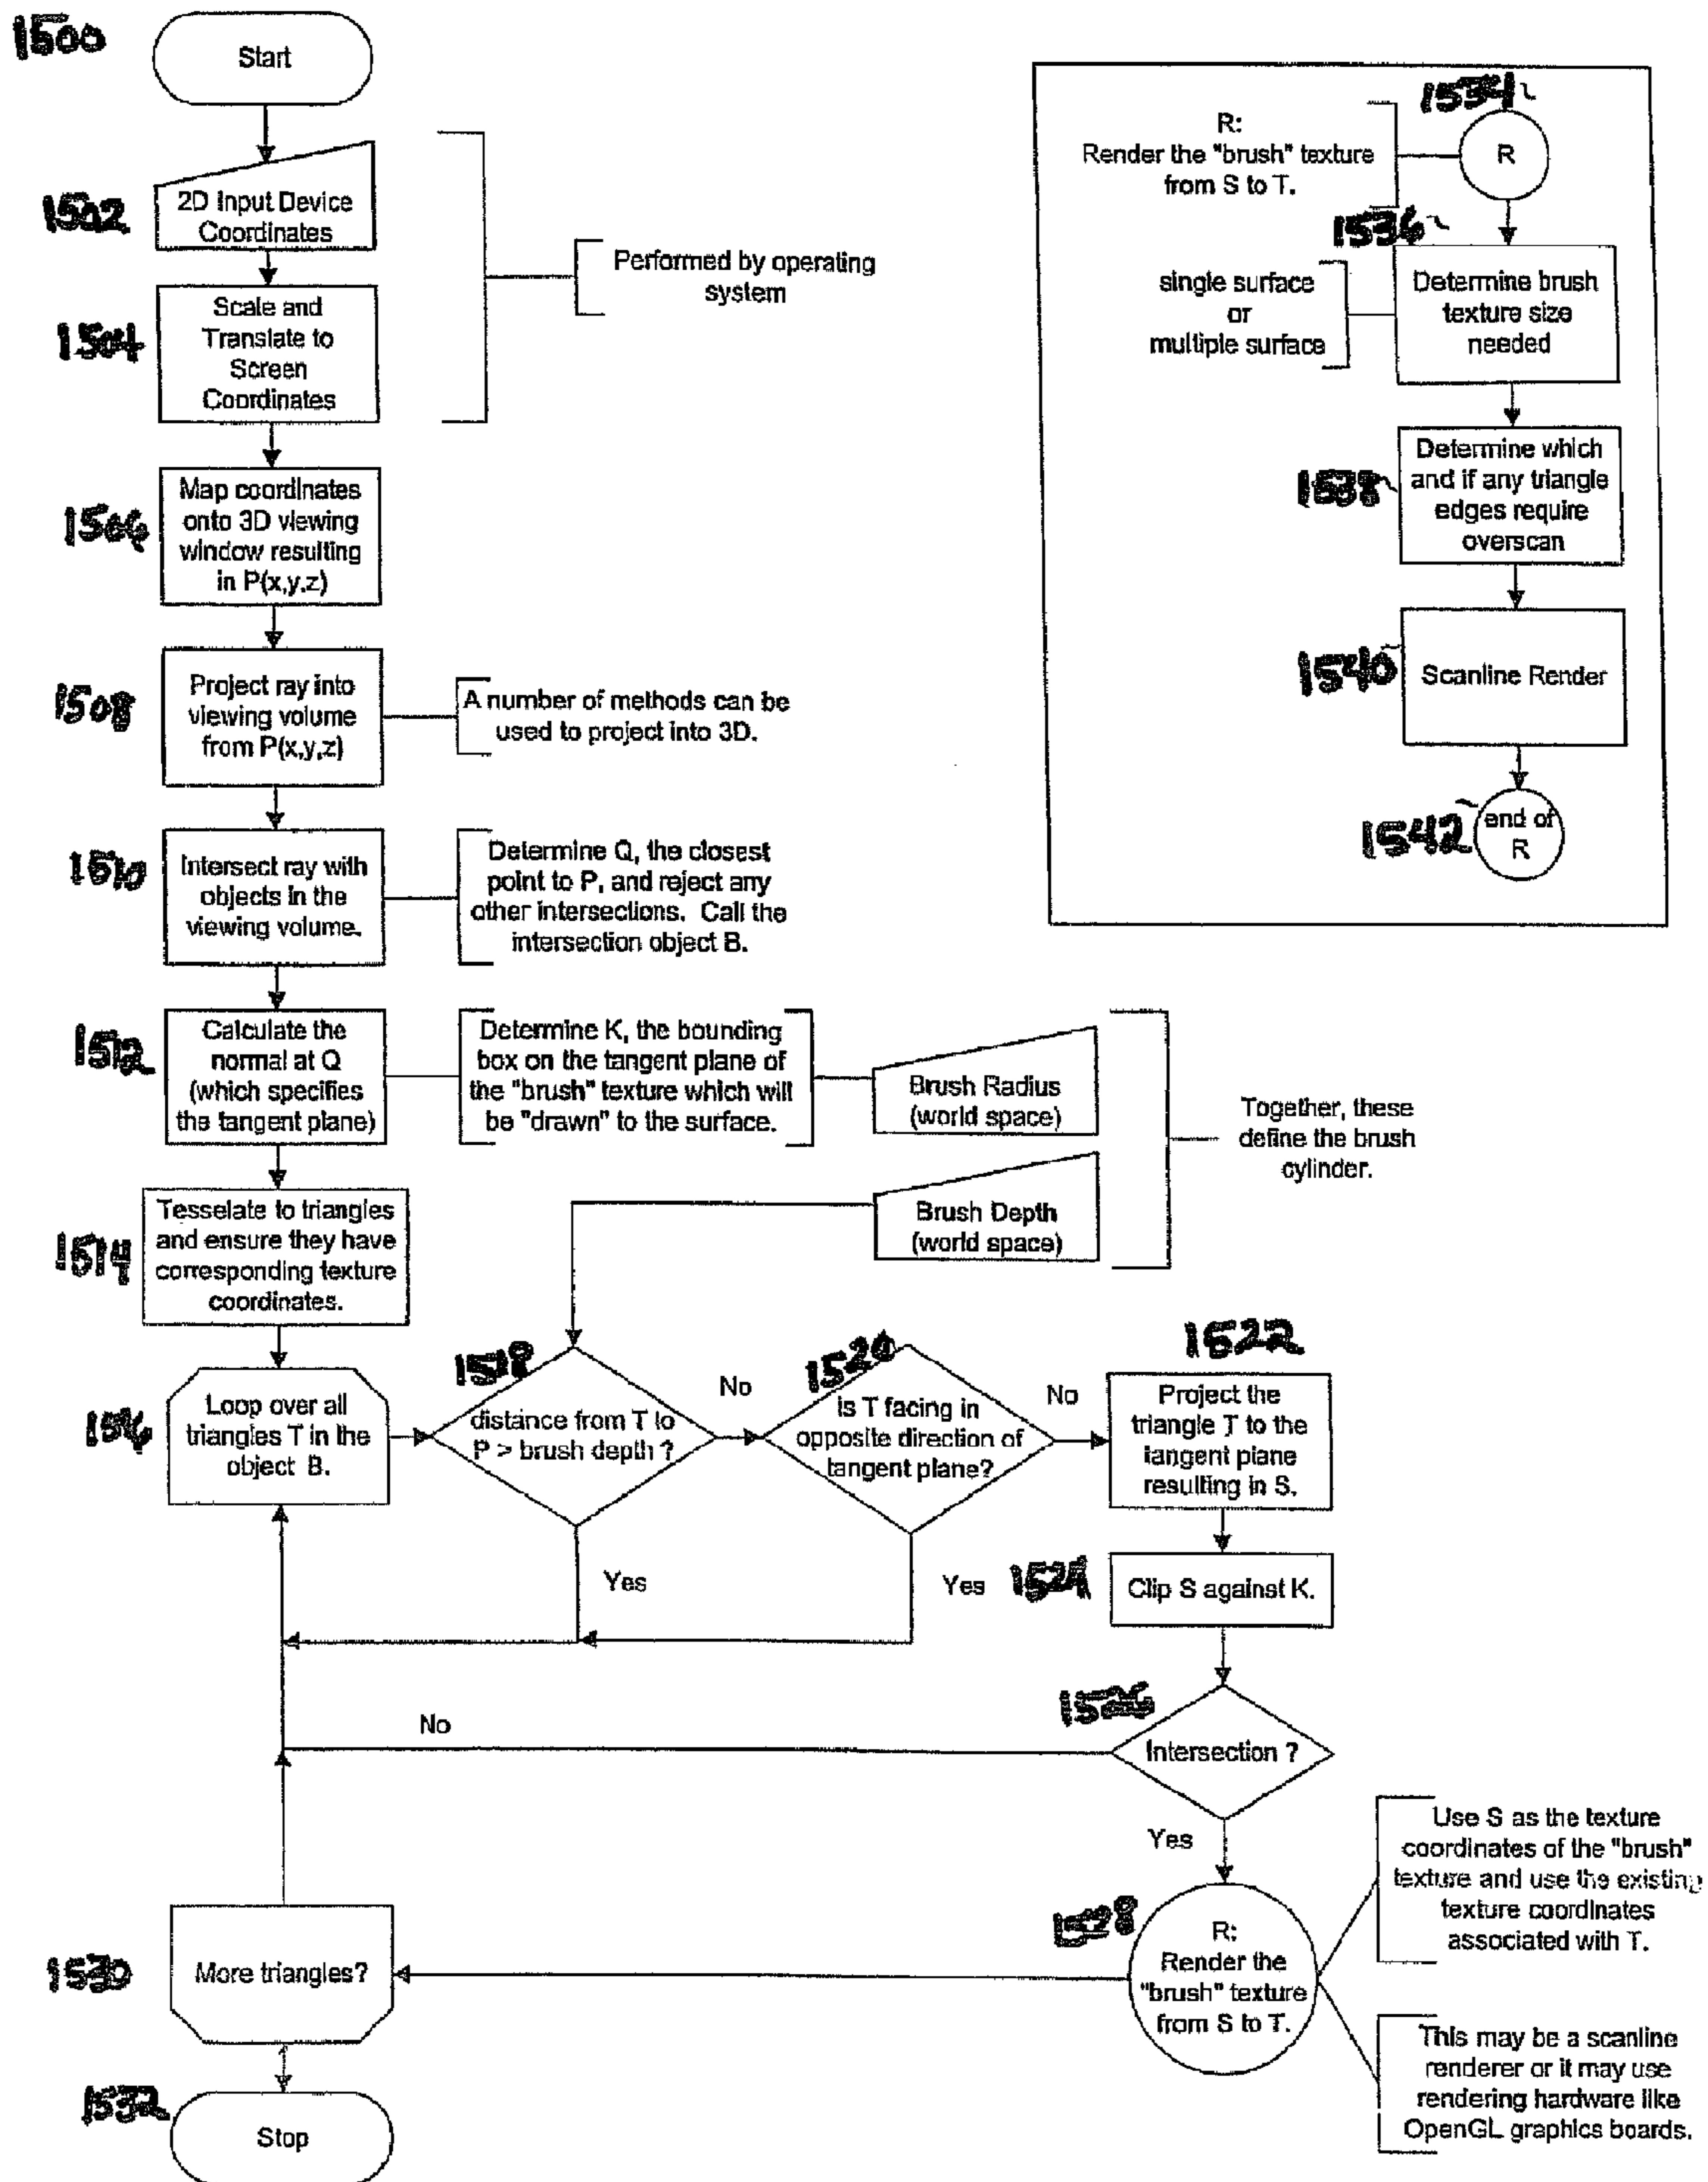 1500
Start
1502
2D Input Device
Coordinates
1504
Scale and
Translate to
Screen
Coordinates
Performed by operating
system
1506
Map coordinates
onto 3D viewing
window resulting
in P(x,y,z)
1508
Project ray into
viewing volume
from P(x,y,z)
A number of methods can be
used to project into 3D.
1510
Intersect ray with
objects in the
viewing volume.
Determine Q, the closest
point to P, and reject any
other intersections. Call the
intersection object B.
1512
Calculate the
normal at Q
(which specifies
the tangent plane)
Determine K, the bounding
box on the tangent plane of
the "brush" texture which will
be "drawn" to the surface.
Brush Radius
(world space)
Brush Depth
(world space)
Together, these
define the brush
cylinder.
1514
Tesselate to triangles
and ensure they have
corresponding texture
coordinates.
1516
Loop over all
triangles T in the
object B.
1518
distance from T to
P > brush depth ?
No
Yes
1520
Is T facing in
opposite direction of
tangent plane?
No
Yes
1522
Project the
triangle T to the
tangent plane
resulting in S.
1524
Clip S against K.
1526
Intersection ?
No
Yes
1528
R:
Render the
"brush" texture
from S to T.
Use S as the texture
coordinates of the "brush"
texture and use the existing
texture coordinates
associated with T.
This may be a scanline
renderer or it may use
rendering hardware like
OpenGL graphics boards.
1530
More triangles?
1532
Stop
1534
R:
Render the "brush" texture
from S to T.
R
1536
single surface
or
multiple surface
Determine brush
texture size
needed
1538
Determine which
and if any triangle
edges require
overscan
1540
Scanline Render
1542
end of
R